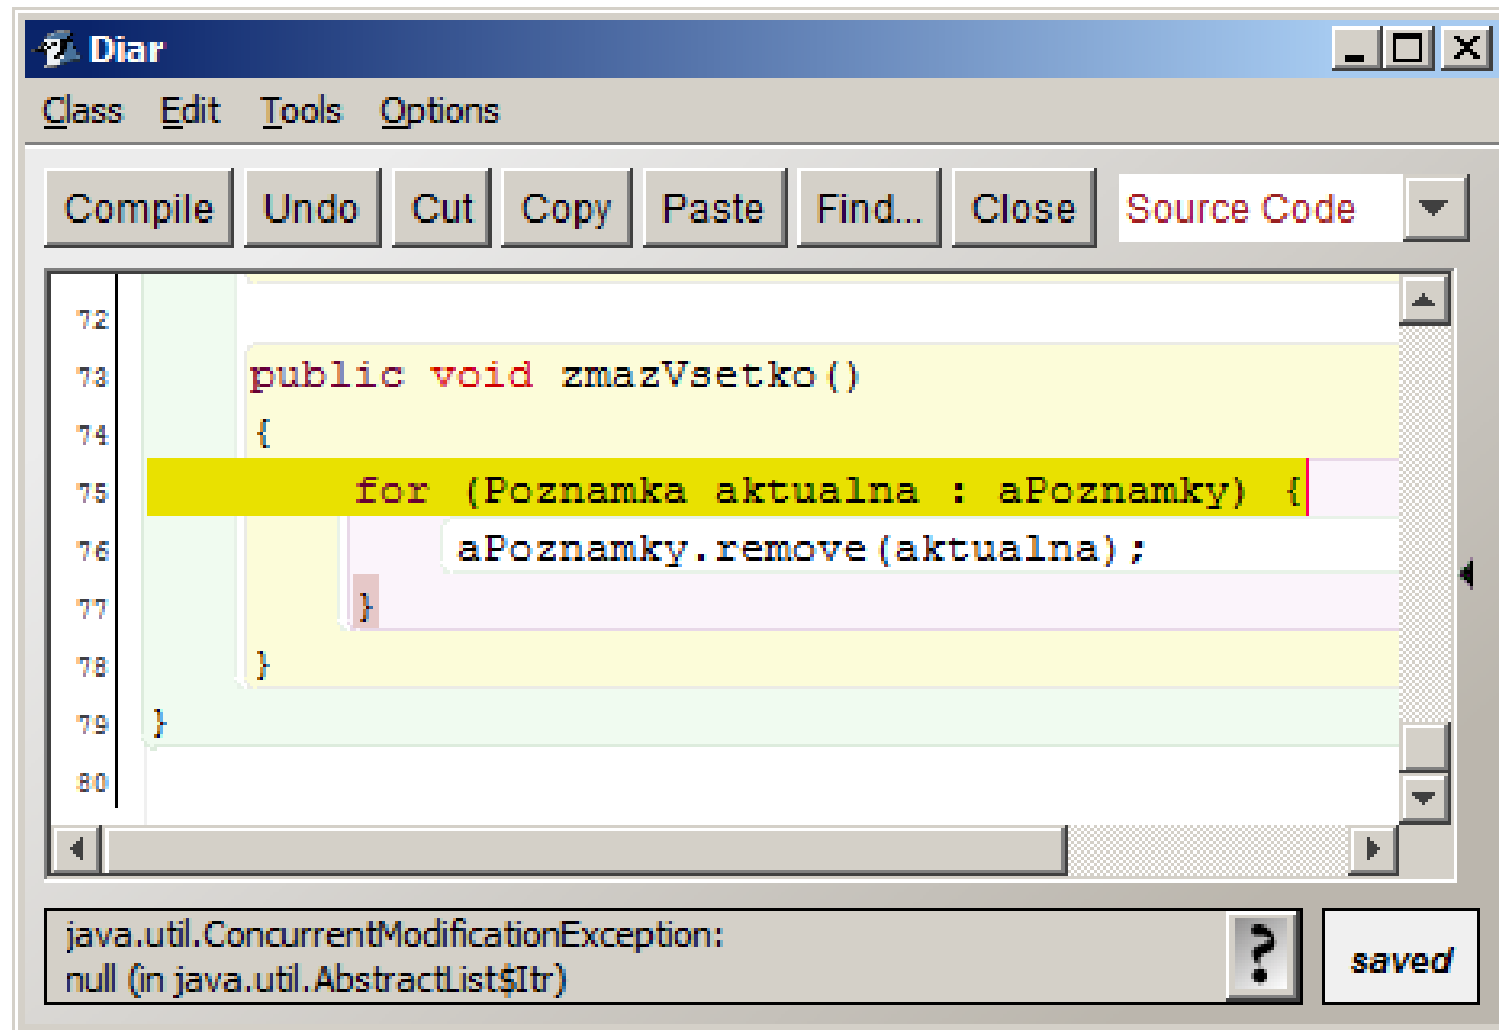 Diar
Class Edit Tools Options
Compile Undo Cut Copy Paste Find... Close Source Code
72
73 public void zmazVsetko()
74 {
75 for (Poznamka aktualna : aPoznamky) {
76 aPoznamky.remove(aktualna);
77 }
78 }
79 }
80
java.util.ConcurrentModificationException:
null (in java.util.AbstractList$Itr)
? saved